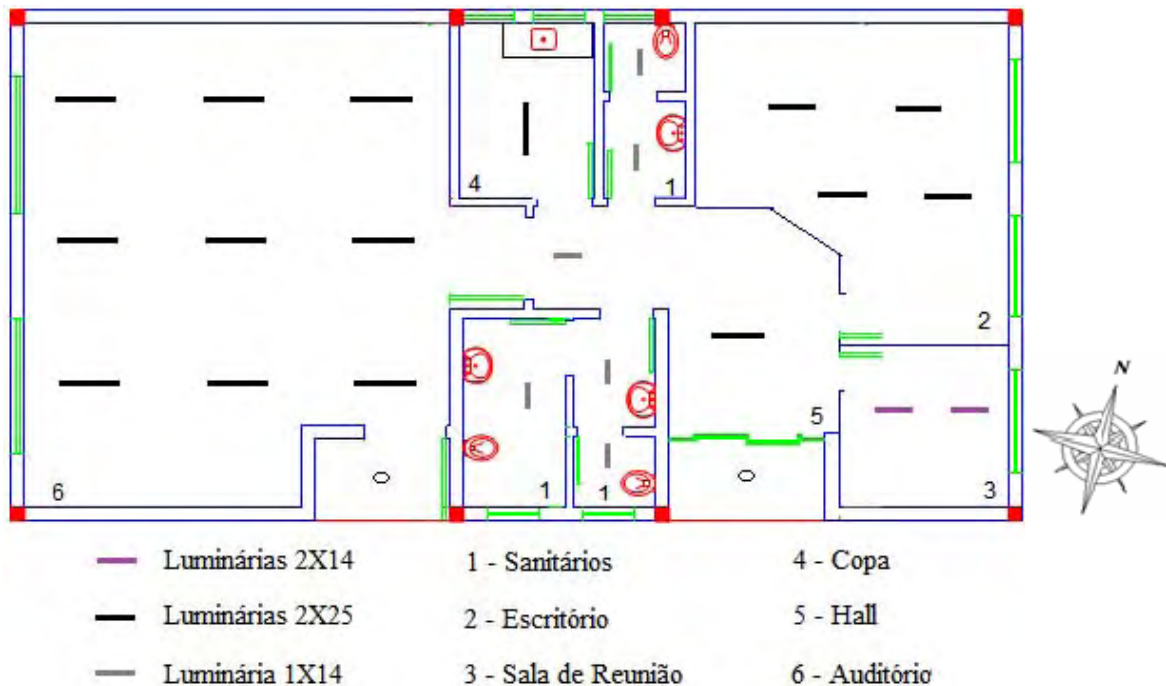 4
1
2
N
5
6
1
1
3
Luminárias 2X14
1 - Sanitários
4 - Copa
Luminárias 2X25
2 - Escritório
5 - Hall
Luminária 1X14
3 - Sala de Reunião
6 - Auditório